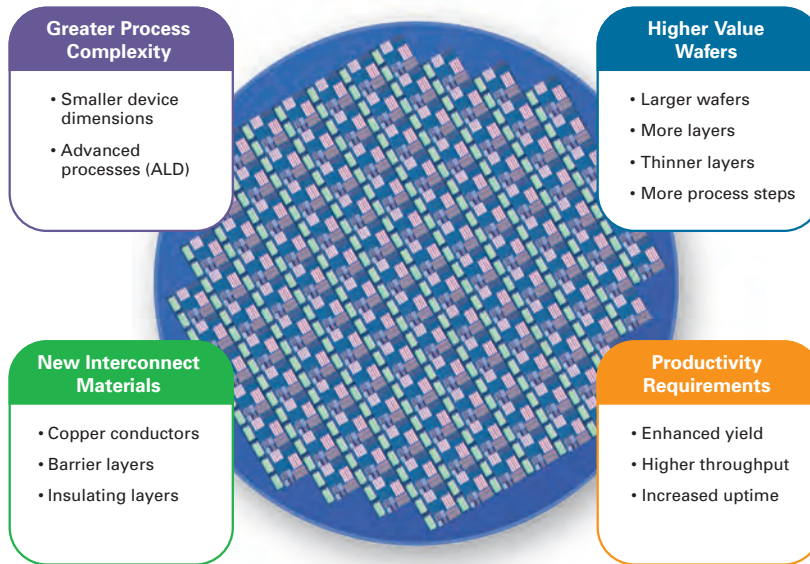 Greater Process
Complexity
• Smaller device
dimensions
• Advanced
processes (ALD)
Higher Value
Wafers
• Larger wafers
• More layers
• Thinner layers
• More process steps
New Interconnect
Materials
• Copper conductors
• Barrier layers
• Insulating layers
Productivity
Requirements
• Enhanced yield
• Higher throughput
• Increased uptime